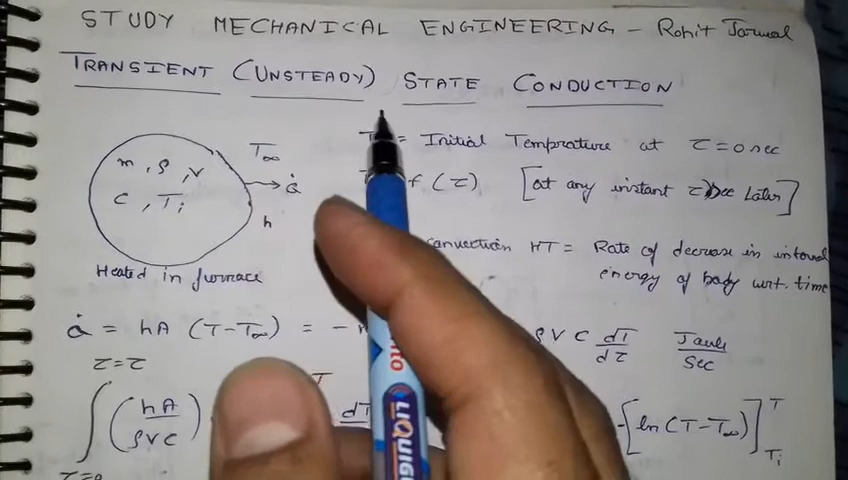 STUDY MECHANICAL ENGINEERING - Rohit Jarwal
TRANSIENT (UNSTEADY) STATE CONDUCTION
m, ρ, v
c, Ti
T∞
Q̇
h
Heated in furnace
= Initial Temprature at τ = 0 sec
f(τ) [at any instant τ sec Later]
convection HT = Rate of decrease in internal
energy of body wrt. time
Q̇ = hA (T-T∞) = -
ρVC dT/dτ Joule/Sec
τ=τ
∫ (hA/ρVC)
τ=0
T
dT
-[ln(T-T∞)] T Ti
LIQUIG